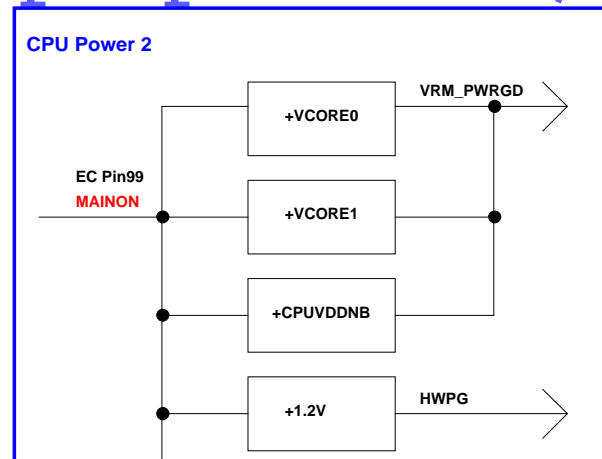 CPU Power 2
VRM_PWRGD
+VCORE0
EC Pin99
MAINON
+VCORE1
+CPUVDDNB
HWPG
+1.2V